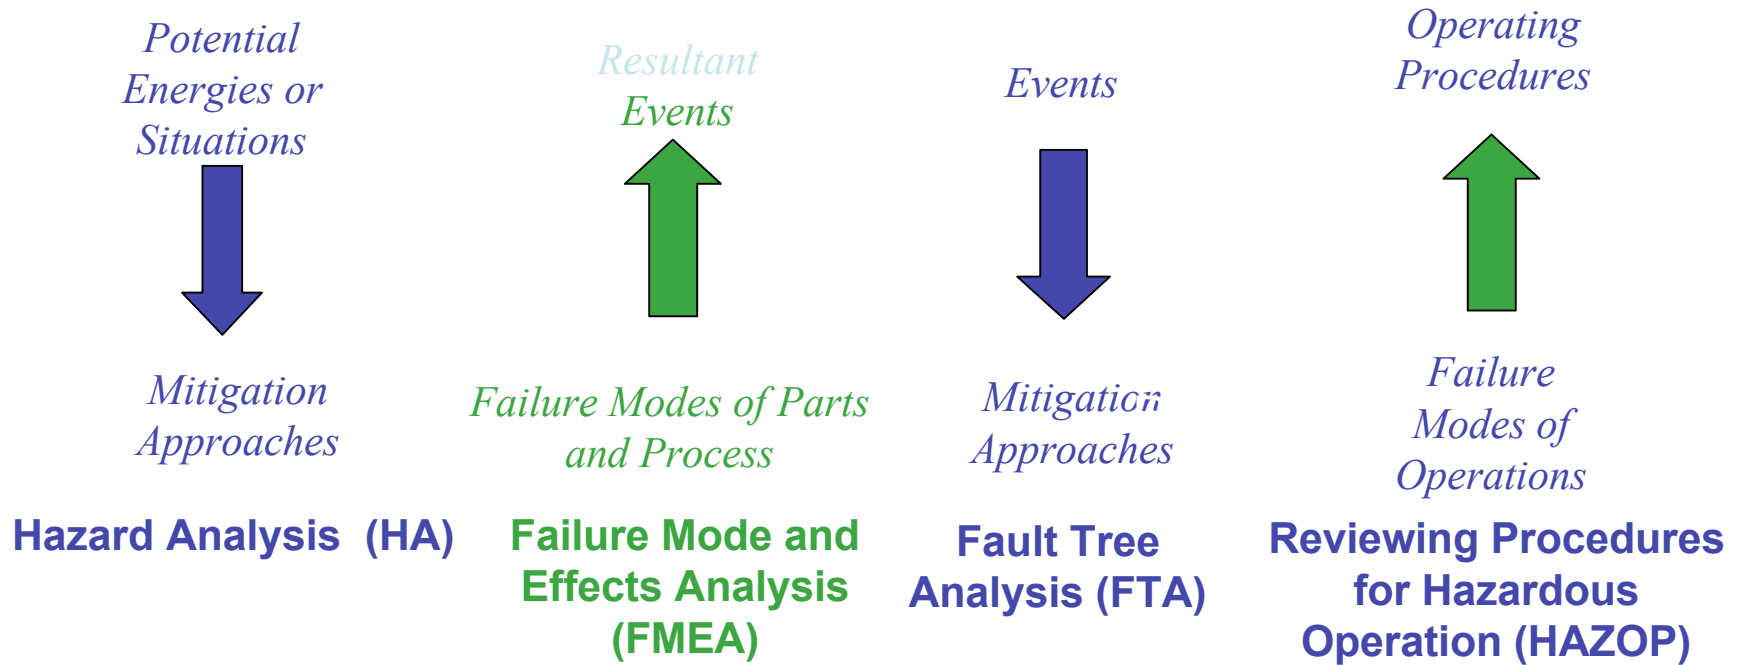 Potential
Energies or
Situations
Mitigation
Approaches
Hazard Analysis (HA)
Resultant
Events
Failure Modes of Parts
and Process
Failure Mode and
Effects Analysis
(FMEA)
Events
Mitigation
Approaches
Fault Tree
Analysis (FTA)
Operating
Procedures
Failure
Modes of
Operations
Reviewing Procedures
for Hazardous
Operation (HAZOP)